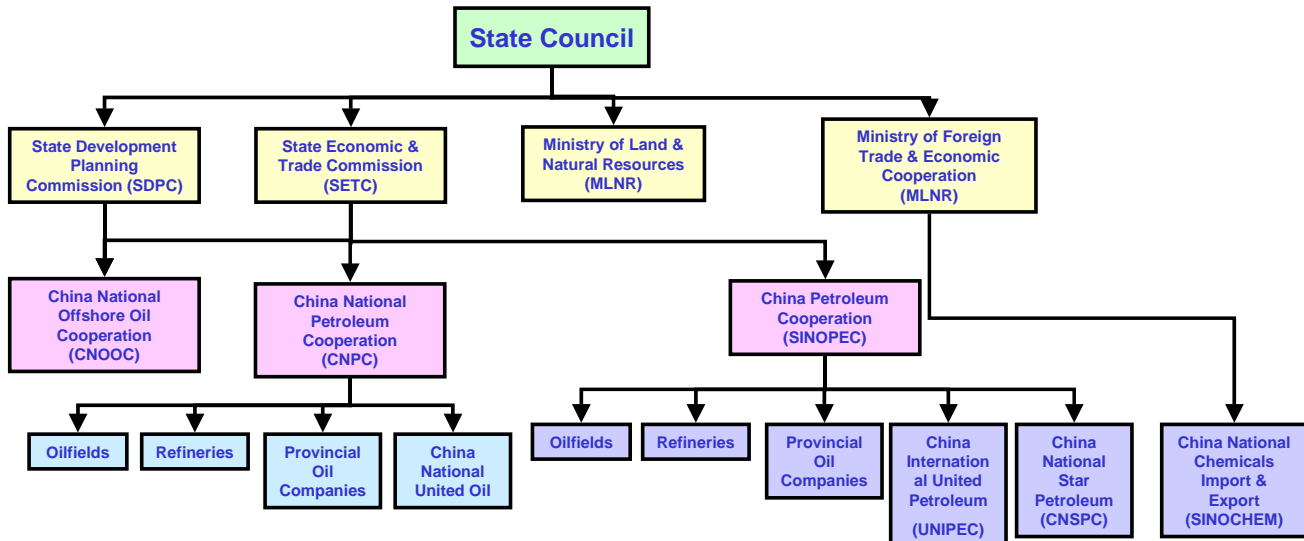 State Council
State Development
Planning
Commission (SDPC)
State Economic &
Trade Commission
(SETC)
Ministry of Land &
Natural Resources
(MLNR)
Ministry of Foreign
Trade & Economic
Cooperation
(MLNR)
China National
Offshore Oil
Cooperation
(CNOOC)
China National
Petroleum
Cooperation
(CNPC)
China Petroleum
Cooperation
(SINOPEC)
Oilfields
Refineries
Provincial
Oil
Companies
China
National
United Oil
Oilfields
Refineries
Provincial
Oil
Companies
China
Internation
al United
Petroleum
(UNIPEC)
China
National
Star
Petroleum
(CNSPC)
China National
Chemicals
Import &
Export
(SINOCHEM)